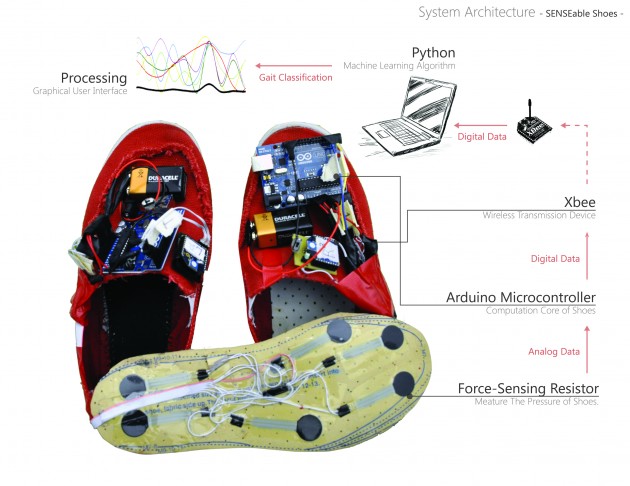 System Architecture - SENSEable Shoes -
Python
Machine Learning Algorithm
Processing
Graphical User Interface
Gait Classification
Digital Data
XBee
Xbee
Wireless Transmission Device
Digital Data
Arduino Microcontroller
Computation Core of Shoes
Analog Data
Force-Sensing Resistor
Meature The Pressure of Shoes.
DURACELL
DURACELL